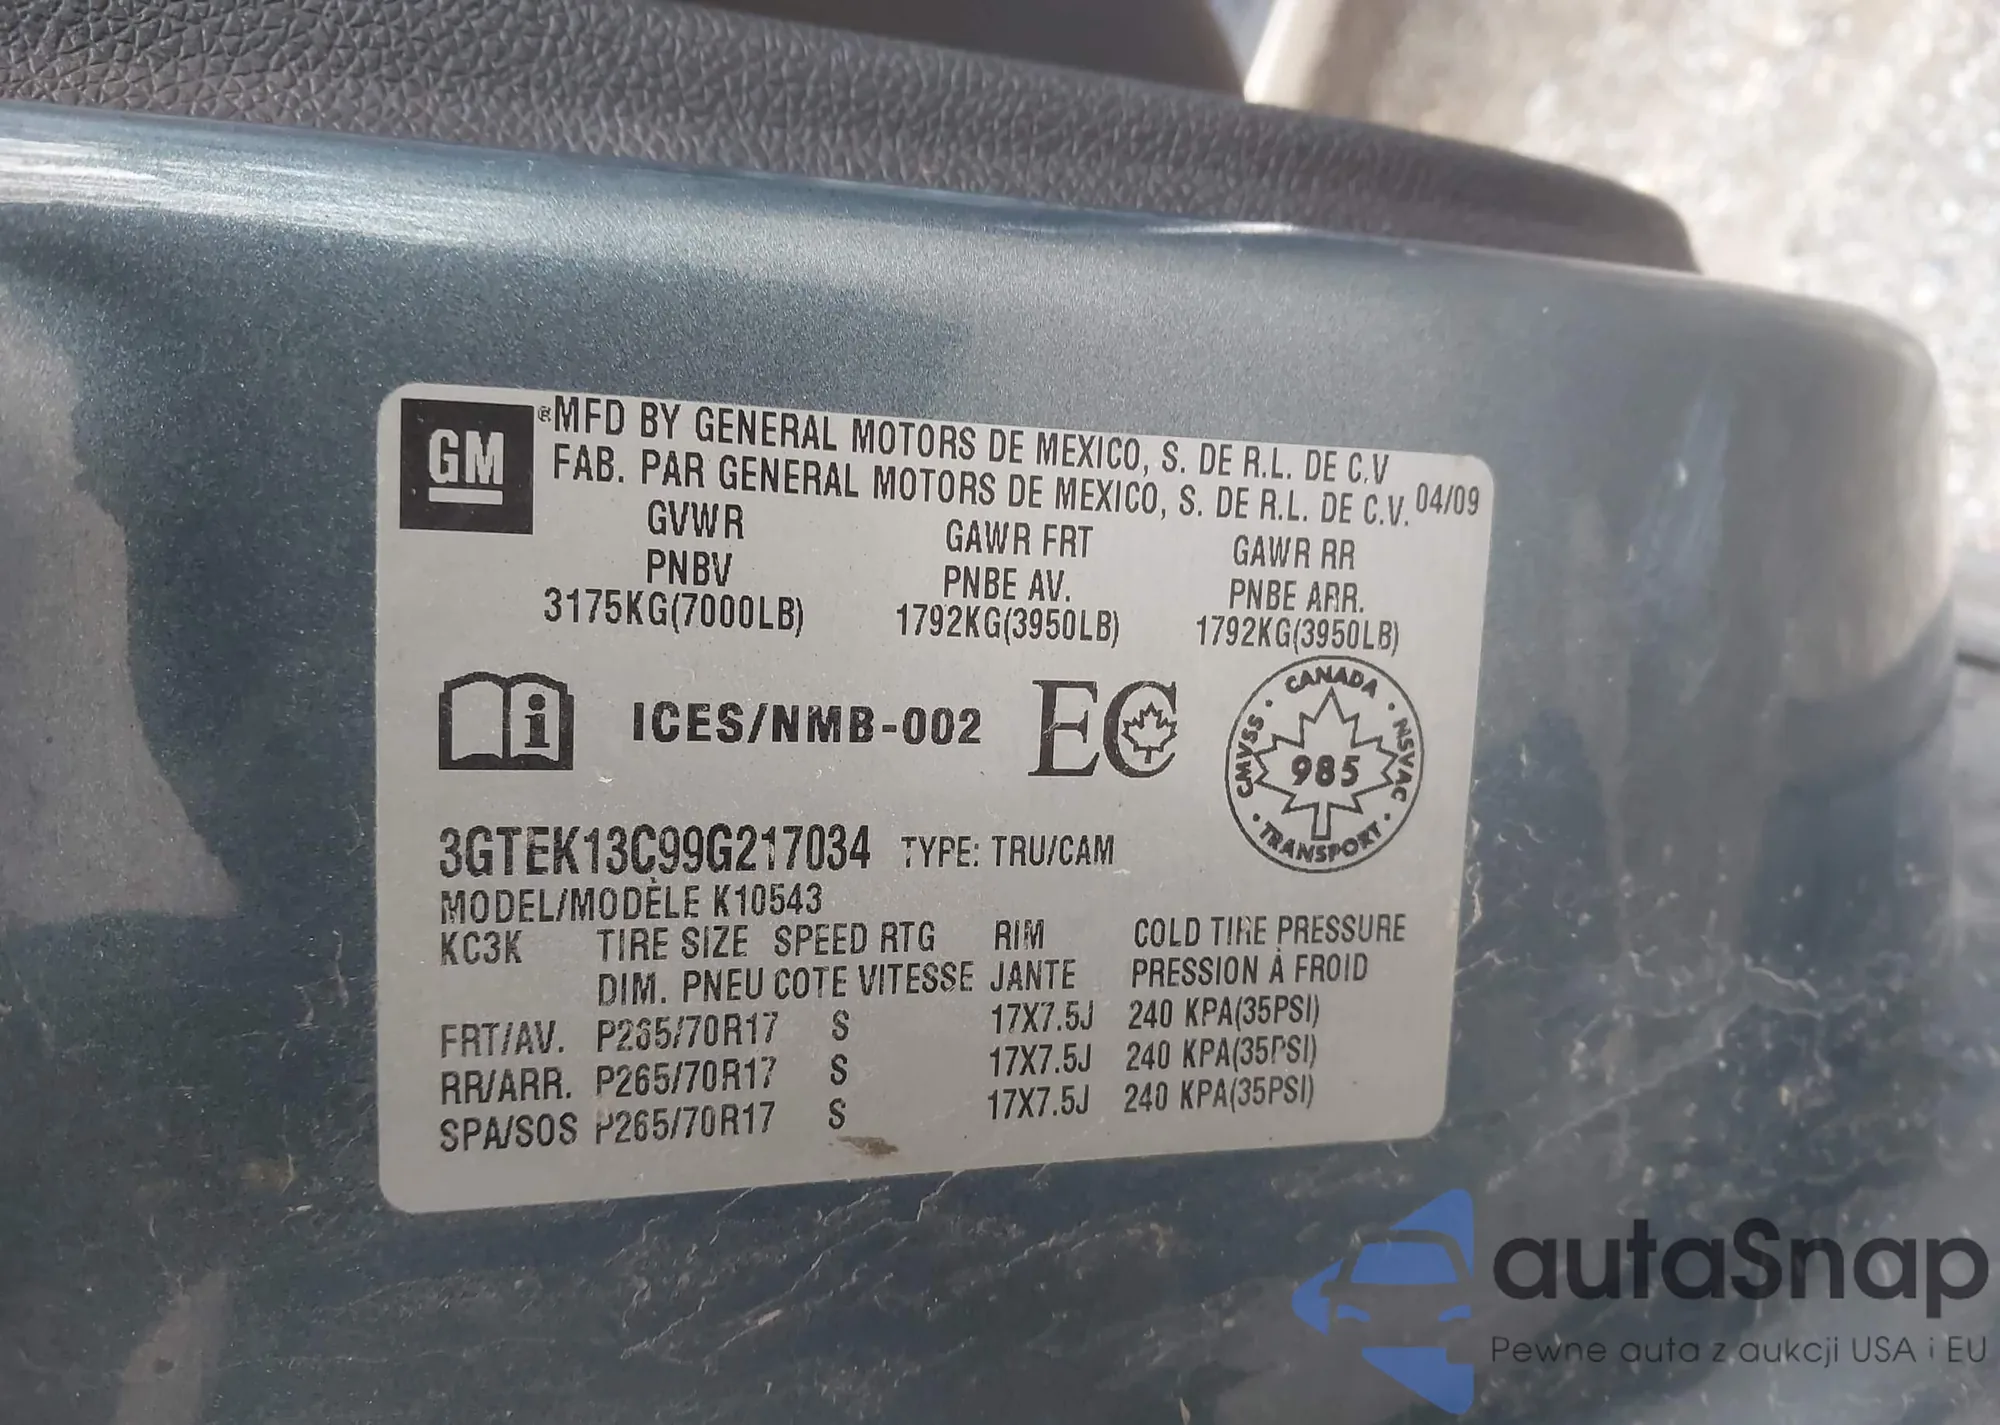 GM ® MFD BY GENERAL MOTORS DE MEXICO, S. DE R.L. DE C.V
FAB. PAR GENERAL MOTORS DE MEXICO, S. DE R.L. DE C.V. 04/09
GVWR GAWR FRT GAWR RR
PNBV PNBE AV. PNBE ARR.
3175KG(7000LB) 1792KG(3950LB) 1792KG(3950LB)
i ICES/NMB-002 EC
CANADA · NSVAC · TRANSPORT · CMVSS ·
985
3GTEK13C99G217034 TYPE: TRU/CAM
MODEL/MODÈLE K10543
KC3K TIRE SIZE SPEED RTG RIM COLD TIRE PRESSURE
DIM. PNEU COTE VITESSE JANTE PRESSION À FROID
FRT/AV. P265/70R17 S 17X7.5J 240 KPA(35PSI)
RR/ARR. P265/70R17 S 17X7.5J 240 KPA(35PSI)
SPA/SOS P265/70R17 S 17X7.5J 240 KPA(35PSI)
autaSnap
Pewne auta z aukcji USA i EU